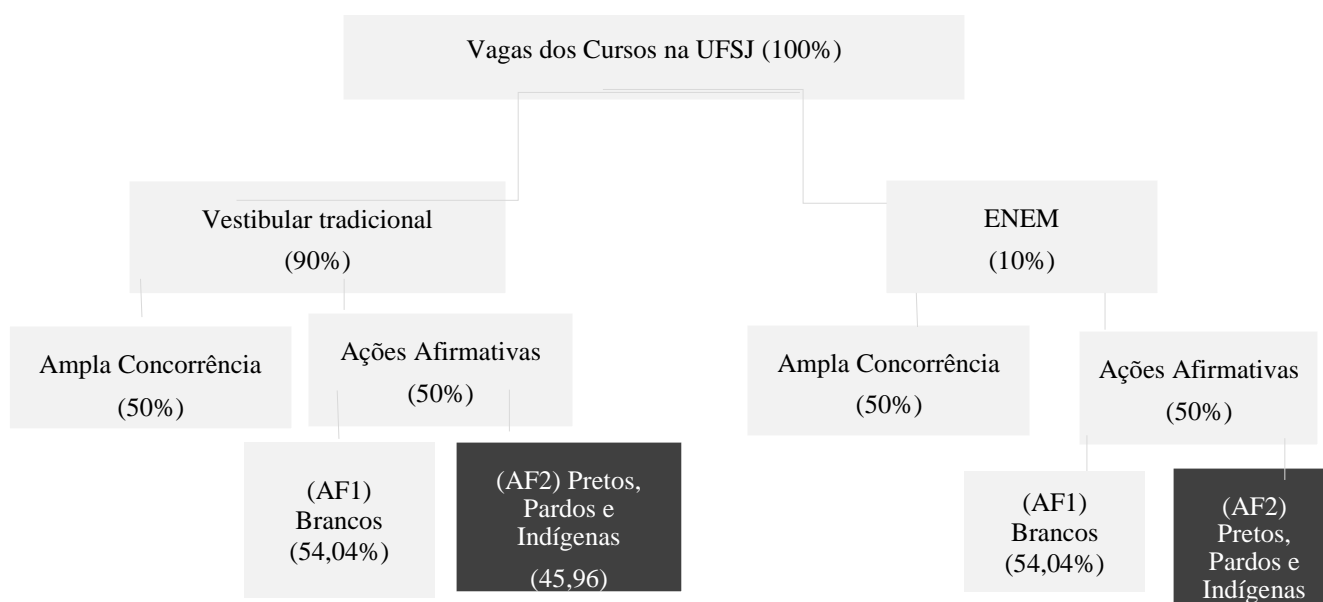 Vagas dos Cursos na UFSJ (100%)
Vestibular tradicional
(90%)
ENEM
(10%)
Ampla Concorrência
(50%)
Ações Afirmativas
(50%)
Ampla Concorrência
(50%)
Ações Afirmativas
(50%)
(AF1)
Brancos
(54,04%)
(AF2) Pretos,
Pardos e
Indígenas
(45,96)
(AF1)
Brancos
(54,04%)
(AF2)
Pretos,
Pardos e
Indígenas